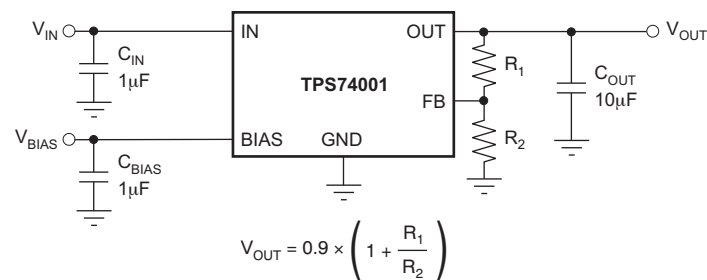 V_IN
C_IN
1μF
V_BIAS
C_BIAS
1μF
IN
OUT
TPS74001
FB
BIAS
GND
R_1
R_2
C_OUT
10μF
V_OUT
V_OUT = 0.9 × (1 + R_1/R_2)